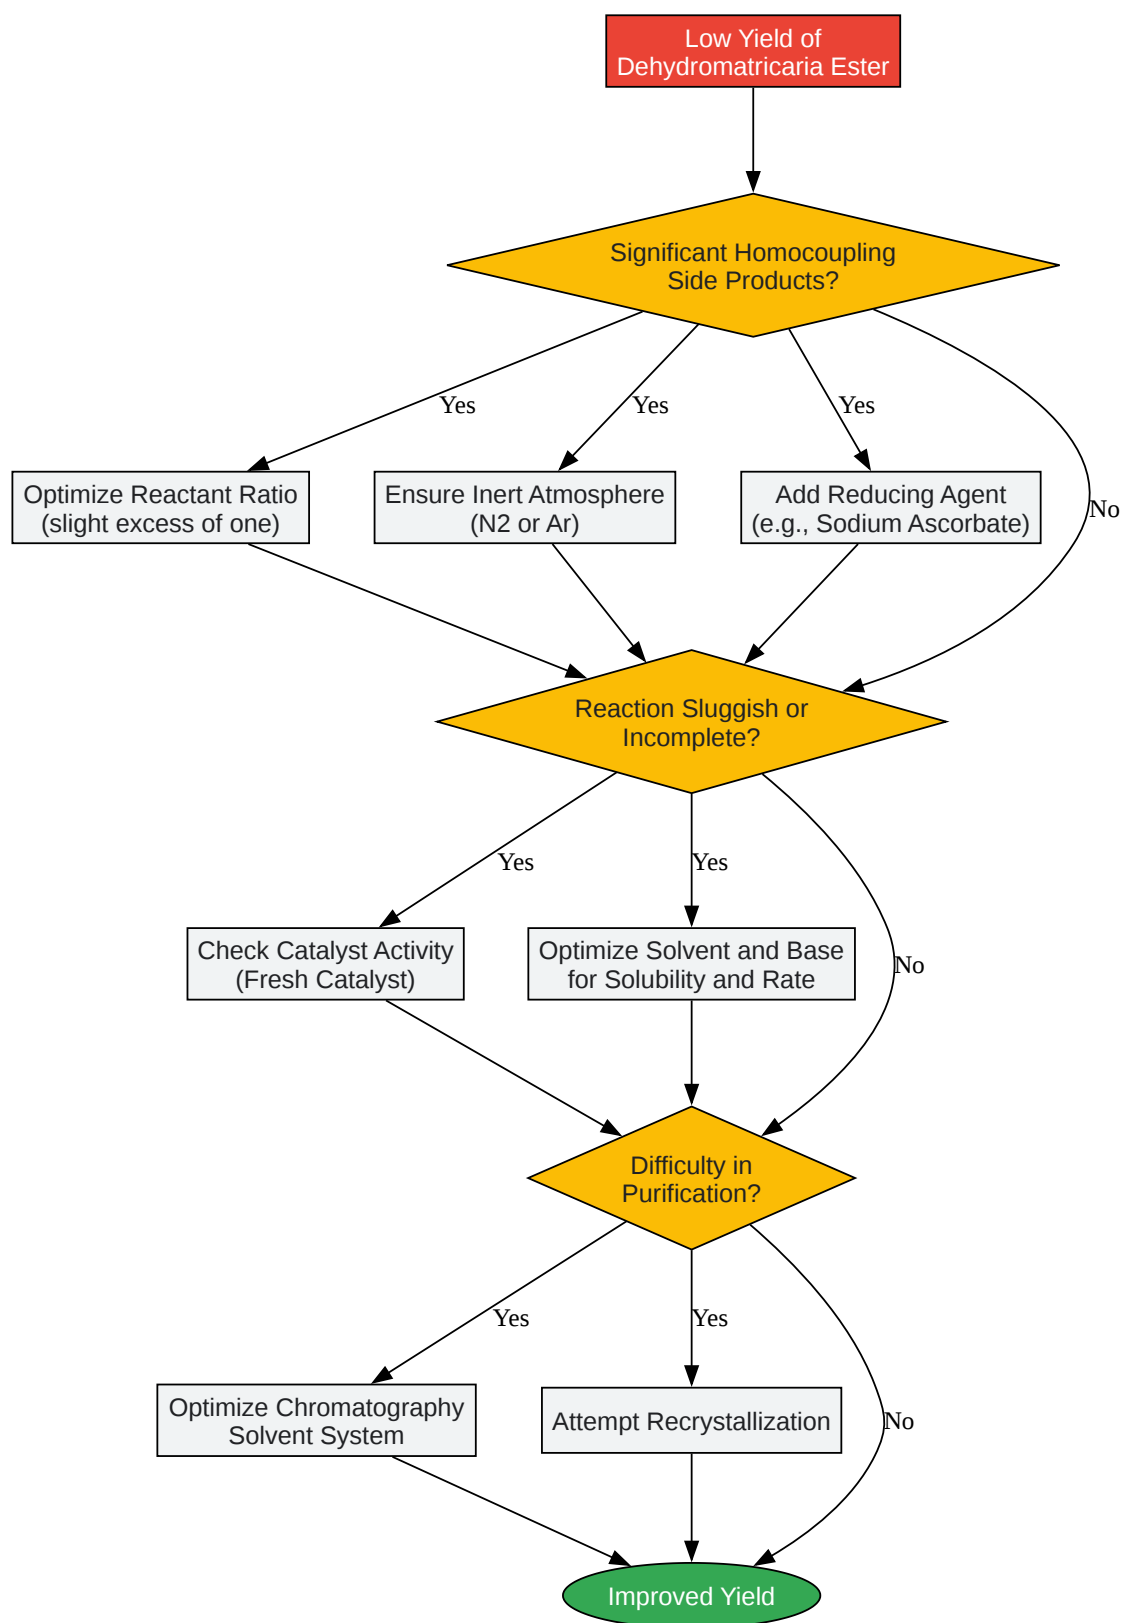 Low Yield of
Dehydromatricaria Ester
Significant Homocoupling
Side Products?
Yes
Yes
Yes
No
Optimize Reactant Ratio
(slight excess of one)
Ensure Inert Atmosphere
(N2 or Ar)
Add Reducing Agent
(e.g., Sodium Ascorbate)
Reaction Sluggish or
Incomplete?
Yes
Yes
No
Check Catalyst Activity
(Fresh Catalyst)
Optimize Solvent and Base
for Solubility and Rate
Difficulty in
Purification?
Yes
Yes
No
Optimize Chromatography
Solvent System
Attempt Recrystallization
Improved Yield